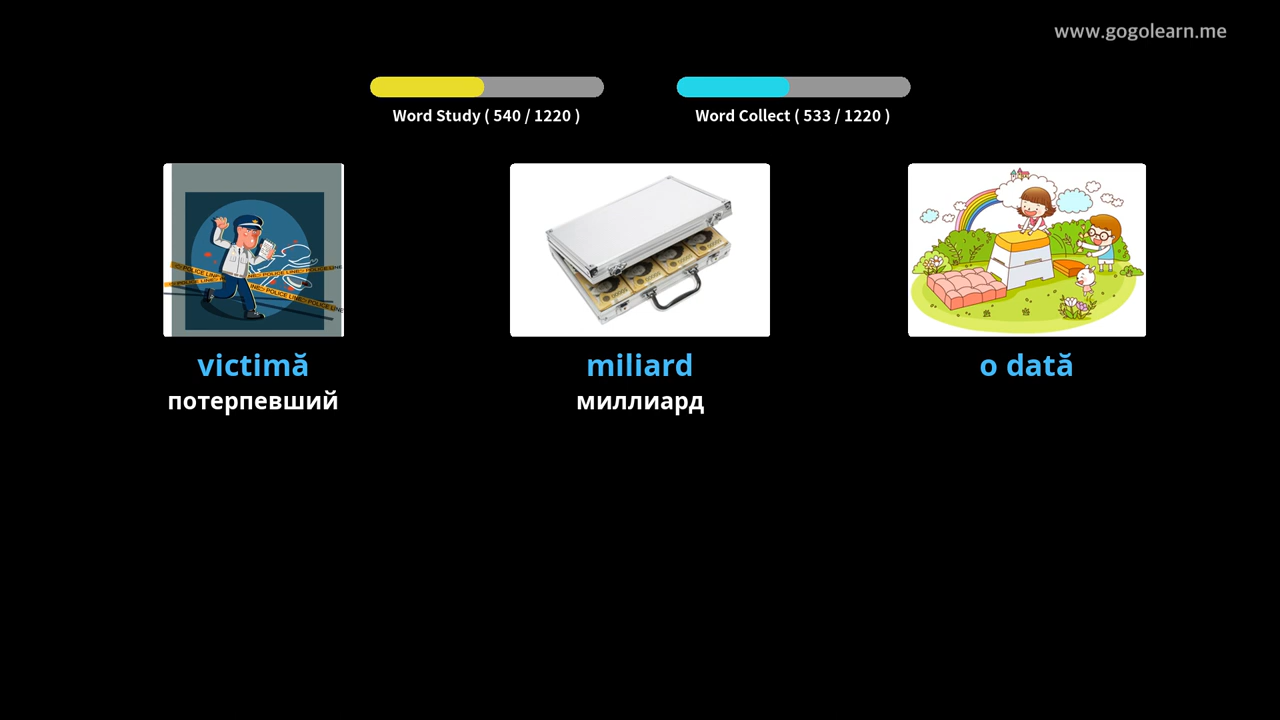 www.gogolearn.me
Word Study ( 540 / 1220 )
Word Collect ( 533 / 1220 )
victimă
miliard
o dată
потерпевший
миллиард